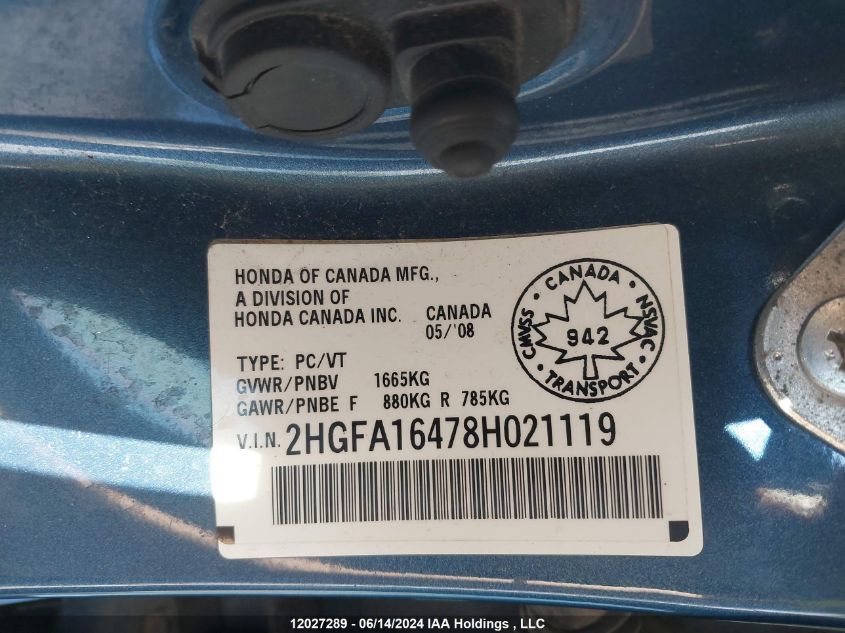 HONDA OF CANADA MFG.,
A DIVISION OF
HONDA CANADA INC. CANADA
05/'08
TYPE: PC/VT
GVWR/PNBV 1665KG
GAWR/PNBE F 880KG R 785KG
V.I.N. 2HGFA16478H021119
· CANADA · NSVAC · TRANSPORT · CMVSS
942
12027289 - 06/14/2024 IAA Holdings , LLC